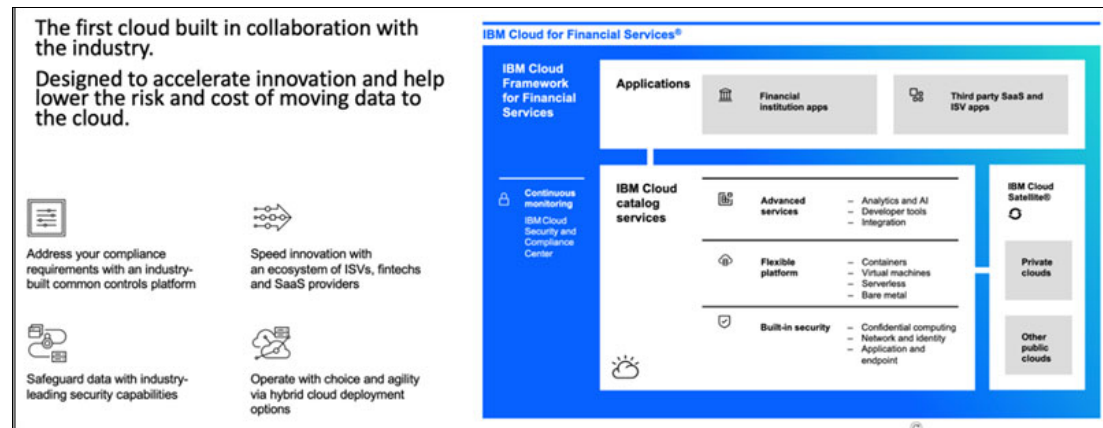 The first cloud built in collaboration with
the industry.
Designed to accelerate innovation and help
lower the risk and cost of moving data to
the cloud.
Address your compliance
requirements with an industry-
built common controls platform
Speed innovation with
an ecosystem of ISVs, fintechs
and SaaS providers
Safeguard data with industry-
leading security capabilities
Operate with choice and agility
via hybrid cloud deployment
options
IBM Cloud for Financial Services®
IBM Cloud
Framework
for Financial
Services
Continuous
monitoring
IBM Cloud
Security and
Compliance
Center
Applications
Financial
institution apps
Third party SaaS and
ISV apps
IBM Cloud
catalog
services
Advanced
services
– Analytics and AI
– Developer tools
– Integration
Flexible
platform
– Containers
– Virtual machines
– Serverless
– Bare metal
Built-in security
– Confidential computing
– Network and identity
– Application and
endpoint
IBM Cloud
Satellite®
Private
clouds
Other
public
clouds